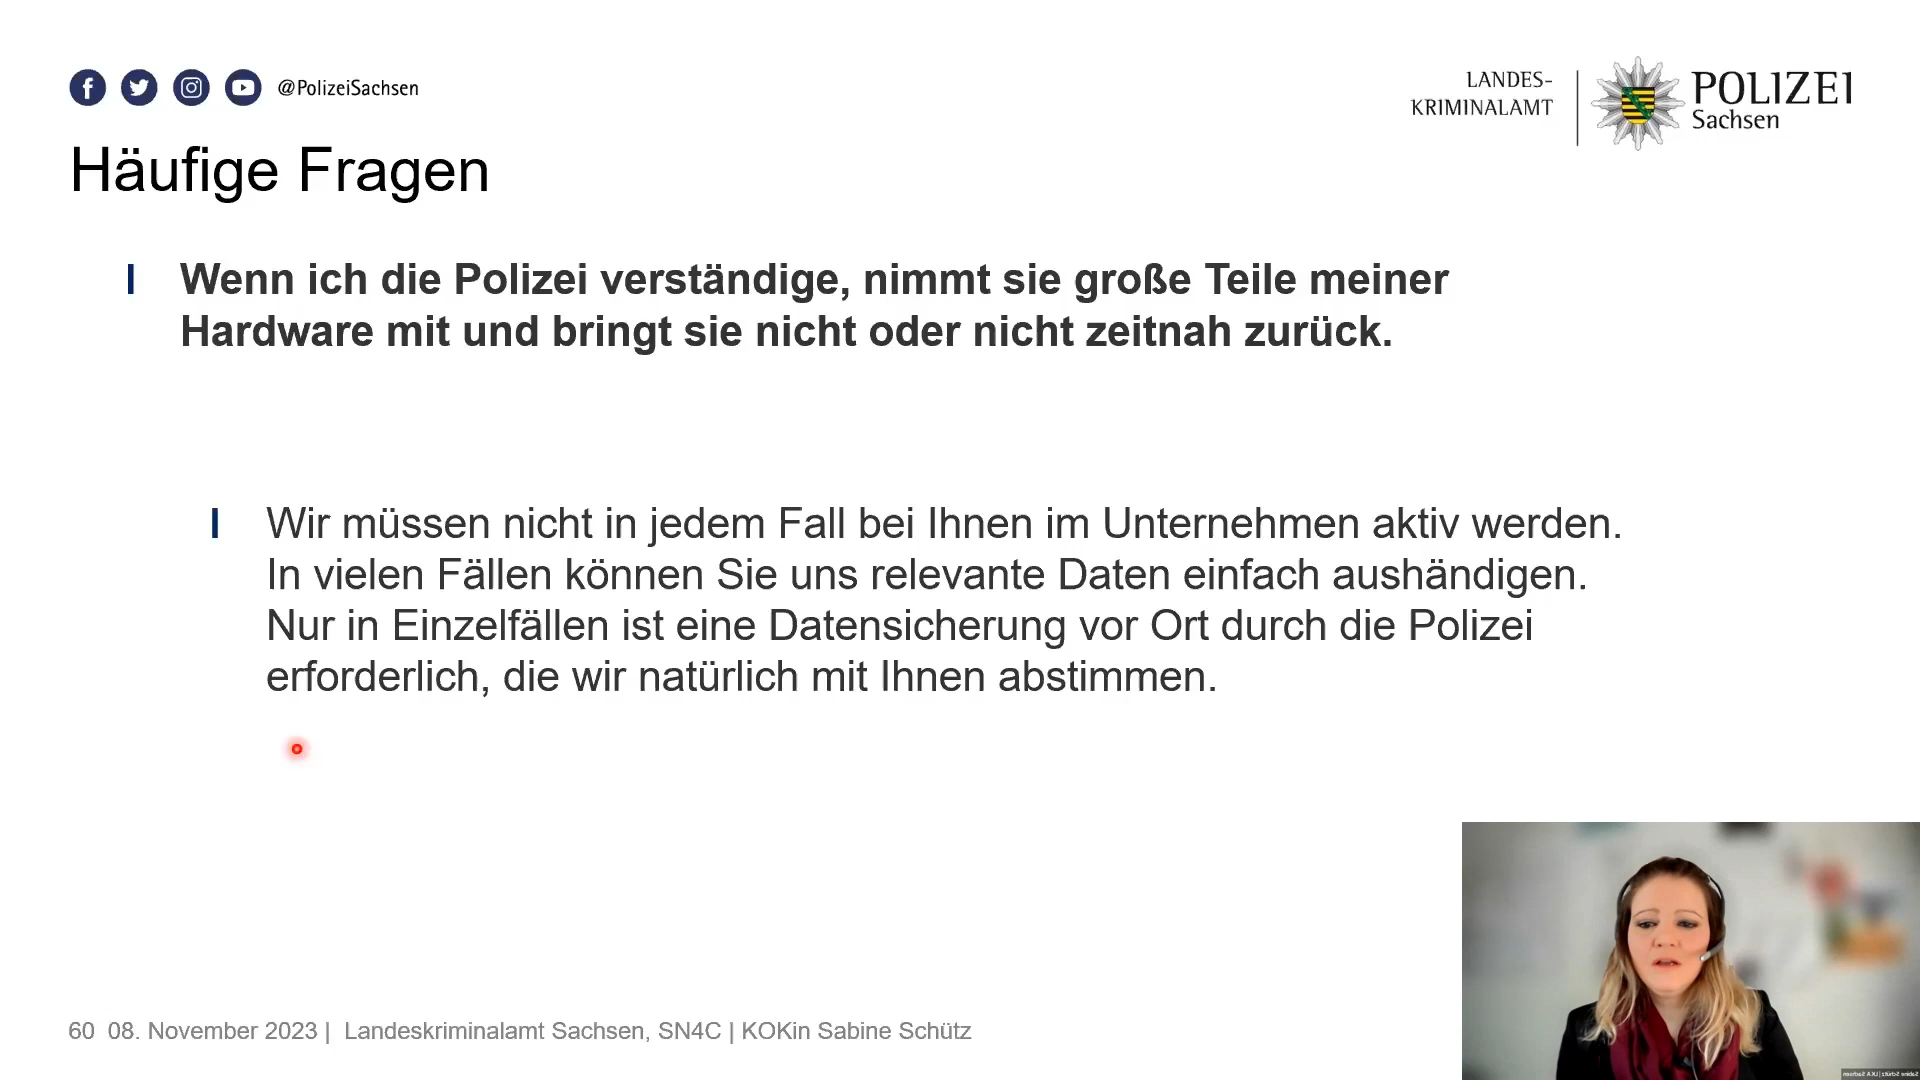 @PolizeiSachsen
LANDES-
KRIMINALAMT
POLIZEI
Sachsen
Häufige Fragen
Wenn ich die Polizei verständige, nimmt sie große Teile meiner
Hardware mit und bringt sie nicht oder nicht zeitnah zurück.
Wir müssen nicht in jedem Fall bei Ihnen im Unternehmen aktiv werden.
In vielen Fällen können Sie uns relevante Daten einfach aushändigen.
Nur in Einzelfällen ist eine Datensicherung vor Ort durch die Polizei
erforderlich, die wir natürlich mit Ihnen abstimmen.
60 08. November 2023 | Landeskriminalamt Sachsen, SN4C | KOKin Sabine Schütz
Sabine Schütz | LKA Sachsen